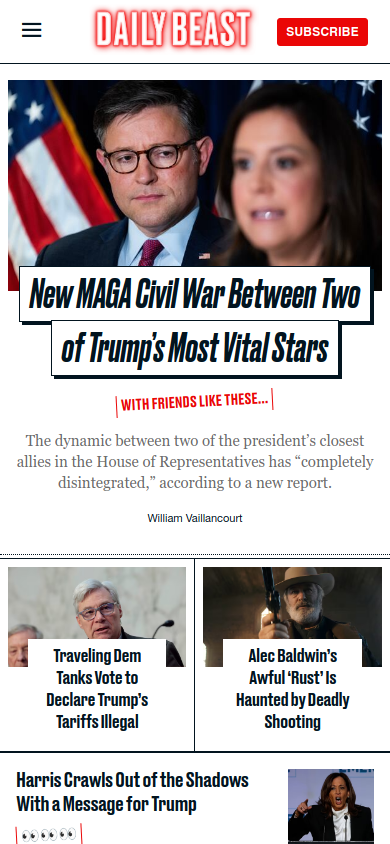 DAILY BEAST
SUBSCRIBE
New MAGA Civil War Between Two
of Trump's Most Vital Stars
WITH FRIENDS LIKE THESE...
The dynamic between two of the president's closest
allies in the House of Representatives has “completely
disintegrated,” according to a new report.
William Vaillancourt
Traveling Dem
Tanks Vote to
Declare Trump's
Tariffs Illegal
Alec Baldwin's
Awful ‘Rust’ Is
Haunted by Deadly
Shooting
Harris Crawls Out of the Shadows
With a Message for Trump
👀👀👀